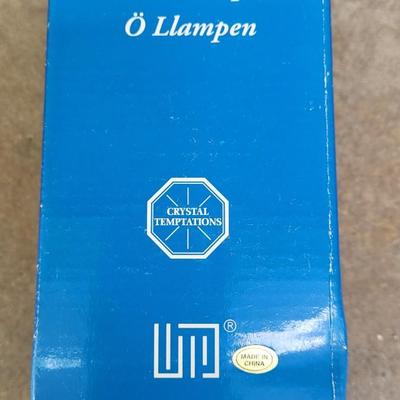 Ö Llampen
CRYSTAL
TEMPTATIONS
®
MADE IN
CHINA